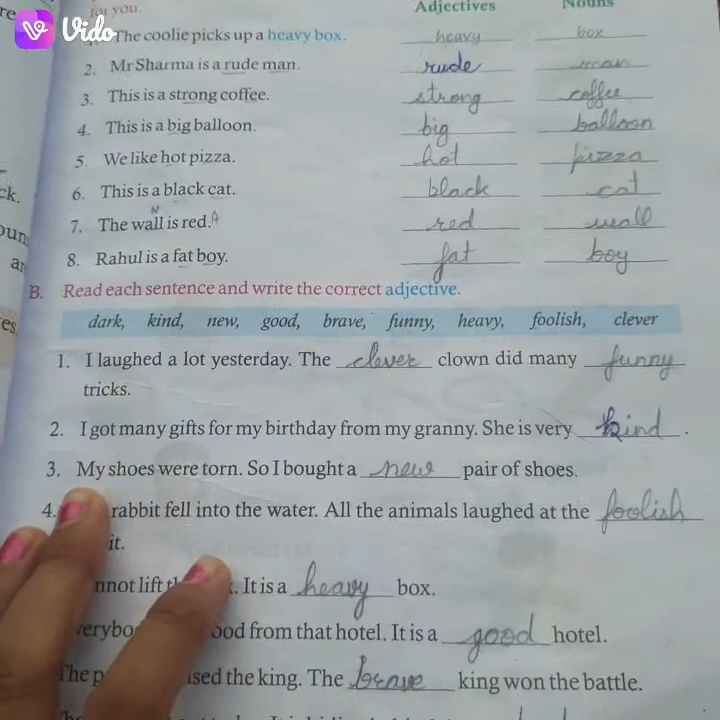 re
for you.
Adjectives Nouns
Vido
1. The coolie picks up a heavy box. heavy box
2. Mr Sharma is a rude man. rude man
3. This is a strong coffee. strong coffee
4. This is a big balloon. big balloon
5. We like hot pizza. hot pizza
ck.
6. This is a black cat. black cat
N
7. The wall is red. A red wall
oun
8. Rahul is a fat boy. fat boy
B. Read each sentence and write the correct adjective.
es
dark, kind, new, good, brave, funny, heavy, foolish, clever
1. I laughed a lot yesterday. The clever clown did many funny
tricks.
2. I got many gifts for my birthday from my granny. She is very kind.
3. My shoes were torn. So I bought a new pair of shoes.
4. rabbit fell into the water. All the animals laughed at the foolish
it.
nnot lift It is a heavy box.
ood from that hotel. It is a good hotel.
The king. The brave king won the battle.